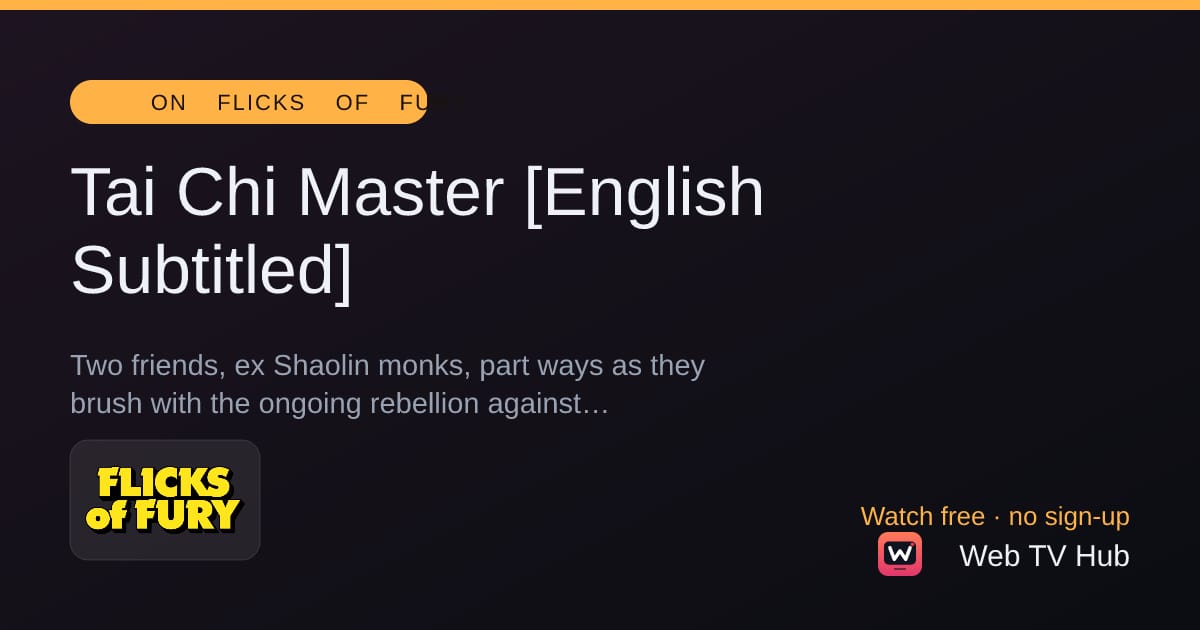 ON FLICKS OF FURY
Tai Chi Master [English
Subtitled]
Two friends, ex Shaolin monks, part ways as they
brush with the ongoing rebellion against…
FLICKS
of FURY
Watch free · no sign-up
W
Web TV Hub